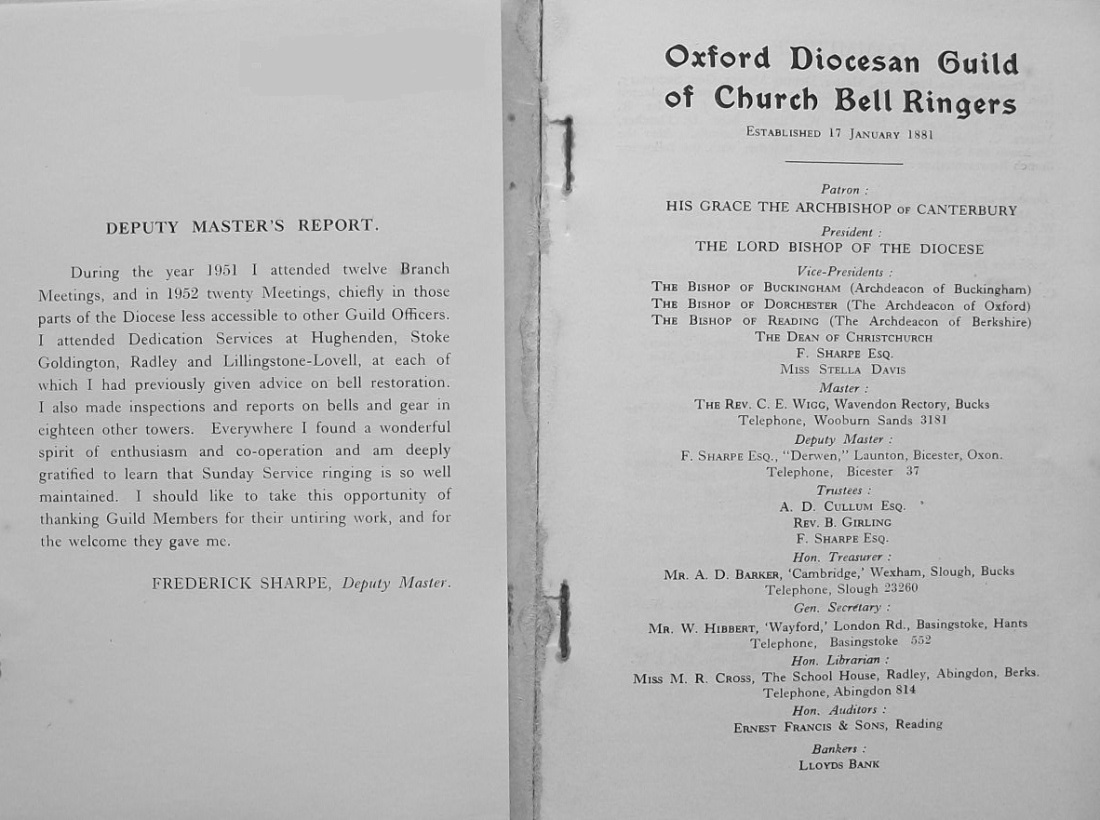 DEPUTY MASTER'S REPORT.
During the year 1951 I attended twelve Branch
Meetings, and in 1952 twenty Meetings, chiefly in those
parts of the Diocese less accessible to other Guild Officers.
I attended Dedication Services at Hughenden, Stoke
Goldington, Radley and Lillingstone-Lovell, at each of
which I had previously given advice on bell restoration.
I also made inspections and reports on bells and gear in
eighteen other towers. Everywhere I found a wonderful
spirit of enthusiasm and co-operation and am deeply
gratified to learn that Sunday Service ringing is so well
maintained. I should like to take this opportunity of
thanking Guild Members for their untiring work, and for
the welcome they gave me.
FREDERICK SHARPE, Deputy Master.
Oxford Diocesan Guild
of Church Bell Ringers
ESTABLISHED 17 JANUARY 1881
Patron :
HIS GRACE THE ARCHBISHOP OF CANTERBURY
President :
THE LORD BISHOP OF THE DIOCESE
Vice-Presidents :
THE BISHOP OF BUCKINGHAM (Archdeacon of Buckingham)
THE BISHOP OF DORCHESTER (The Archdeacon of Oxford)
THE BISHOP OF READING (The Archdeacon of Berkshire)
THE DEAN OF CHRISTCHURCH
F. SHARPE ESQ.
MISS STELLA DAVIS
Master :
THE REV. C. E. WIGG, Wavendon Rectory, Bucks
Telephone, Wooburn Sands 3181
Deputy Master :
F. SHARPE ESQ., "Derwen," Launton, Bicester, Oxon.
Telephone, Bicester 37
Trustees :
A. D. CULLUM ESQ.
REV. B. GIRLING
F. SHARPE ESQ.
Hon. Treasurer :
MR. A. D. BARKER, 'Cambridge,' Wexham, Slough, Bucks
Telephone, Slough 23260
Gen. Secretary :
MR. W. HIBBERT, 'Wayford,' London Rd., Basingstoke, Hants
Telephone, Basingstoke 552
Hon. Librarian :
MISS M. R. CROSS, The School House, Radley, Abingdon, Berks.
Telephone, Abingdon 814
Hon. Auditors :
ERNEST FRANCIS & SONS, Reading
Bankers :
LLOYDS BANK